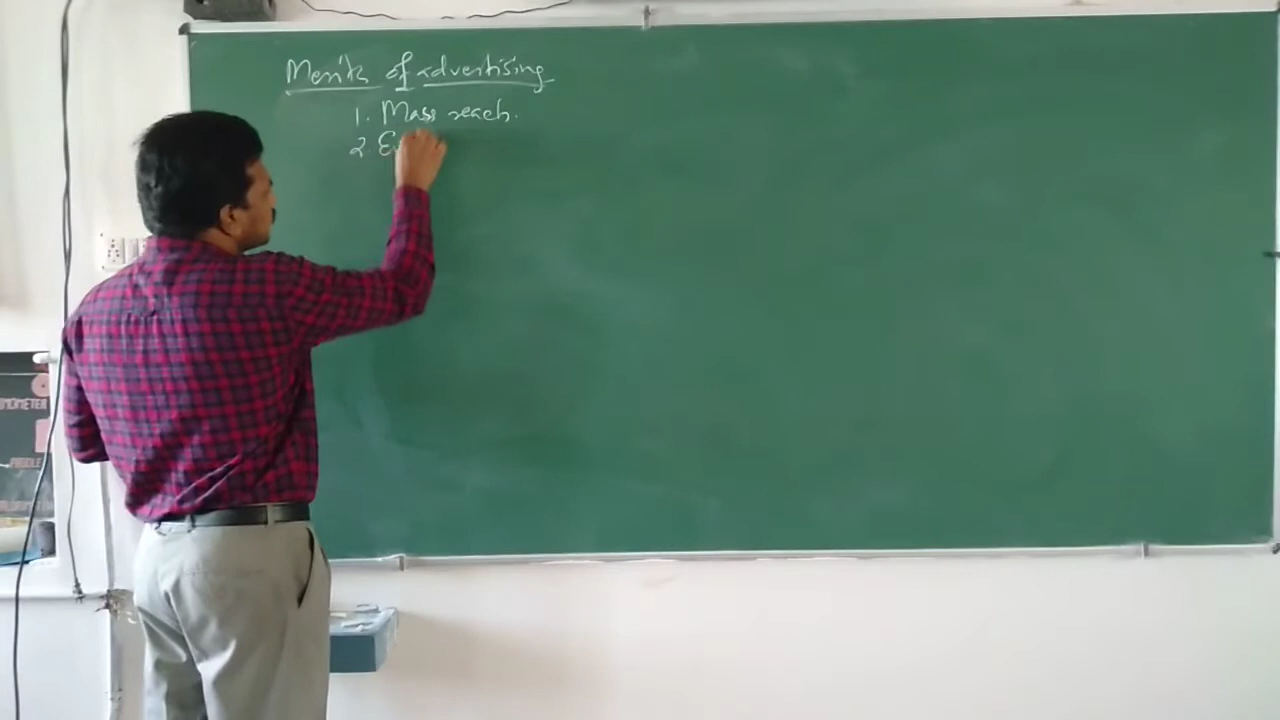 Merits of advertising
1. Mass reach.
2